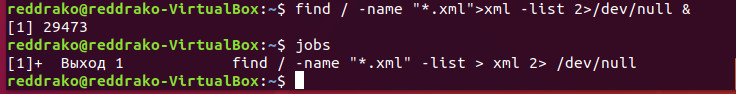 reddrako@reddrako-VirtualBox:~$ find / -name "*.xml">xml -list 2>/dev/null &
[1] 29473
reddrako@reddrako-VirtualBox:~$ jobs
[1]+  Выход 1            find / -name "*.xml" -list > xml 2> /dev/null
reddrako@reddrako-VirtualBox:~$